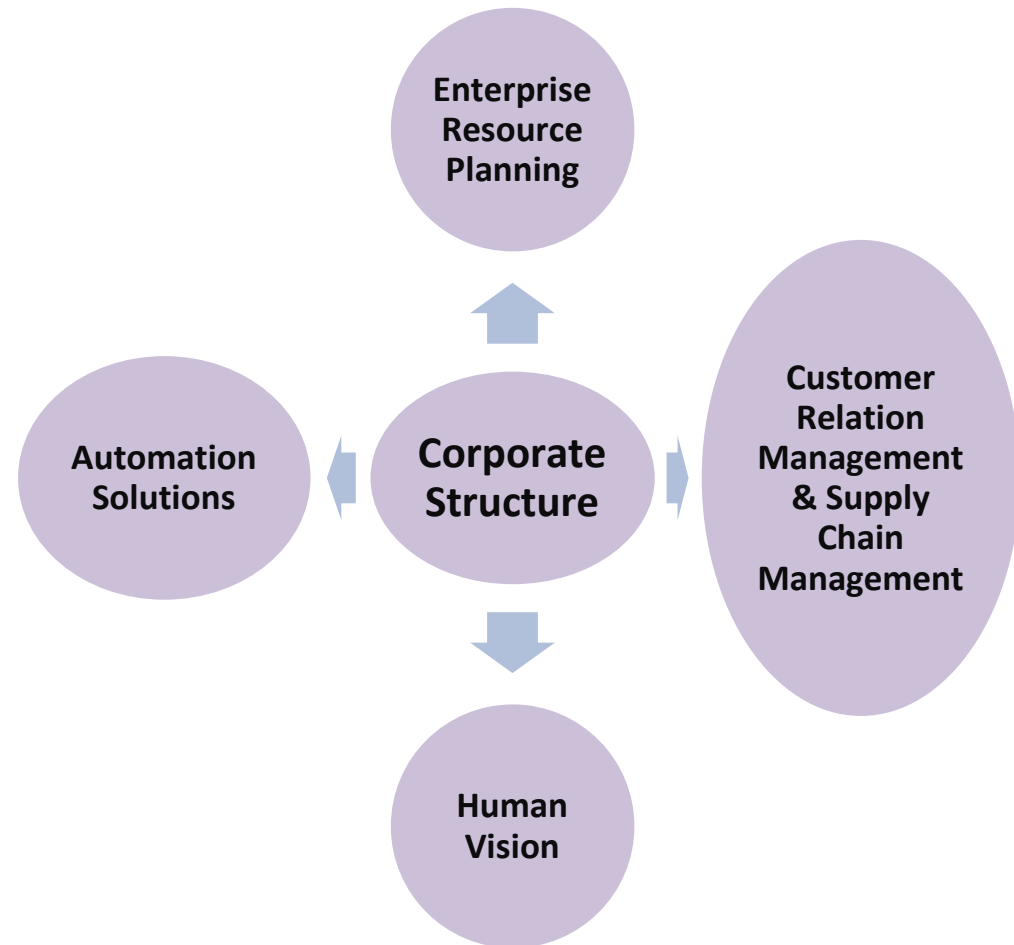 Enterprise
Resource
Planning
Automation
Solutions
Corporate
Structure
Customer
Relation
Management
& Supply
Chain
Management
Human
Vision